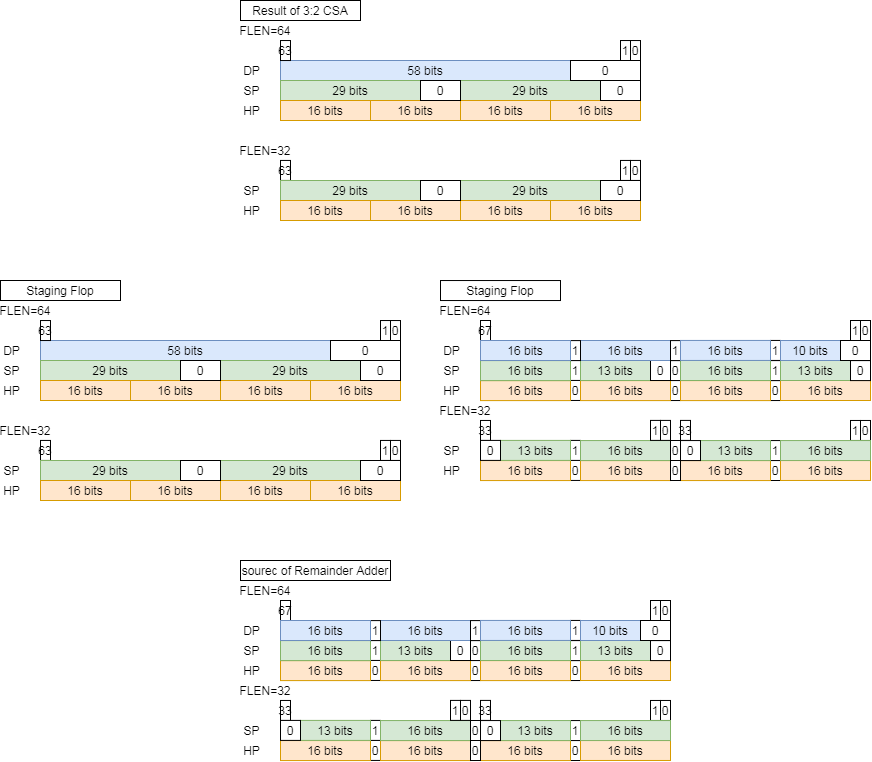 Result of 3:2 CSA
FLEN=64
63 1 0
DP 58 bits 0
SP 29 bits 0 29 bits 0
HP 16 bits 16 bits 16 bits 16 bits
FLEN=32
63 1 0
SP 29 bits 0 29 bits 0
HP 16 bits 16 bits 16 bits 16 bits
Staging Flop
FLEN=64
63 1 0
DP 58 bits 0
SP 29 bits 0 29 bits 0
HP 16 bits 16 bits 16 bits 16 bits
FLEN=32
63 1 0
SP 29 bits 0 29 bits 0
HP 16 bits 16 bits 16 bits 16 bits
Staging Flop
FLEN=64
67 1 0
DP 16 bits 1 16 bits 1 16 bits 1 10 bits 0
SP 16 bits 1 13 bits 0 0 16 bits 1 13 bits 0
HP 16 bits 0 16 bits 0 16 bits 0 16 bits
FLEN=32
33 1 0 33 1 0
SP 0 13 bits 1 16 bits 0 0 13 bits 1 16 bits
HP 16 bits 0 16 bits 0 16 bits 0 16 bits
sourec of Remainder Adder
FLEN=64
67 1 0
DP 16 bits 1 16 bits 1 16 bits 1 10 bits 0
SP 16 bits 1 13 bits 0 0 16 bits 1 13 bits 0
HP 16 bits 0 16 bits 0 16 bits 0 16 bits
FLEN=32
33 1 0 33 1 0
SP 0 13 bits 1 16 bits 0 0 13 bits 1 16 bits
HP 16 bits 0 16 bits 0 16 bits 0 16 bits